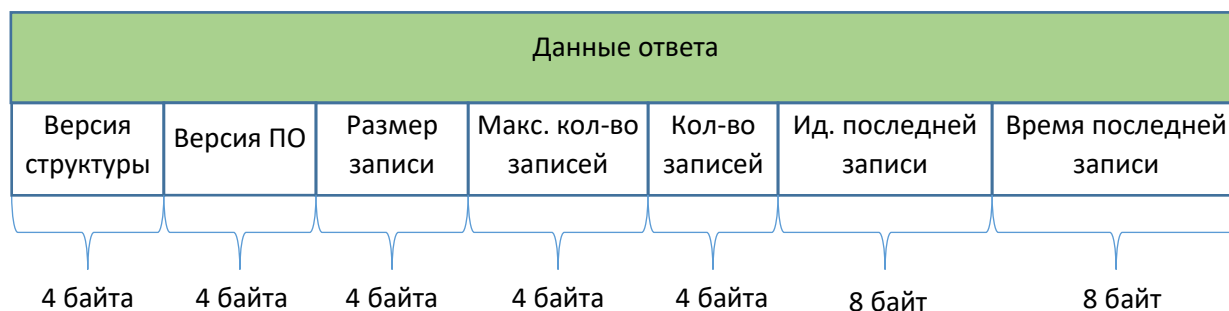 Данные ответа
Версия
структуры
Версия ПО
Размер
записи
Макс. кол-во
записей
Кол-во
записей
Ид. последней
записи
Время последней
записи
4 байта
4 байта
4 байта
4 байта
4 байта
8 байт
8 байт